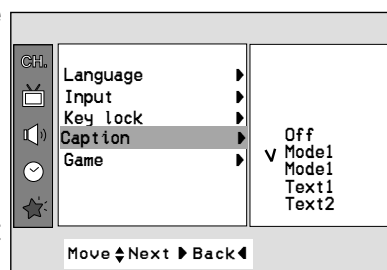 CH.
Language
Input
Key lock
Caption
Game
Off
Mode1
Mode1
Text1
Text2
Move Next Back